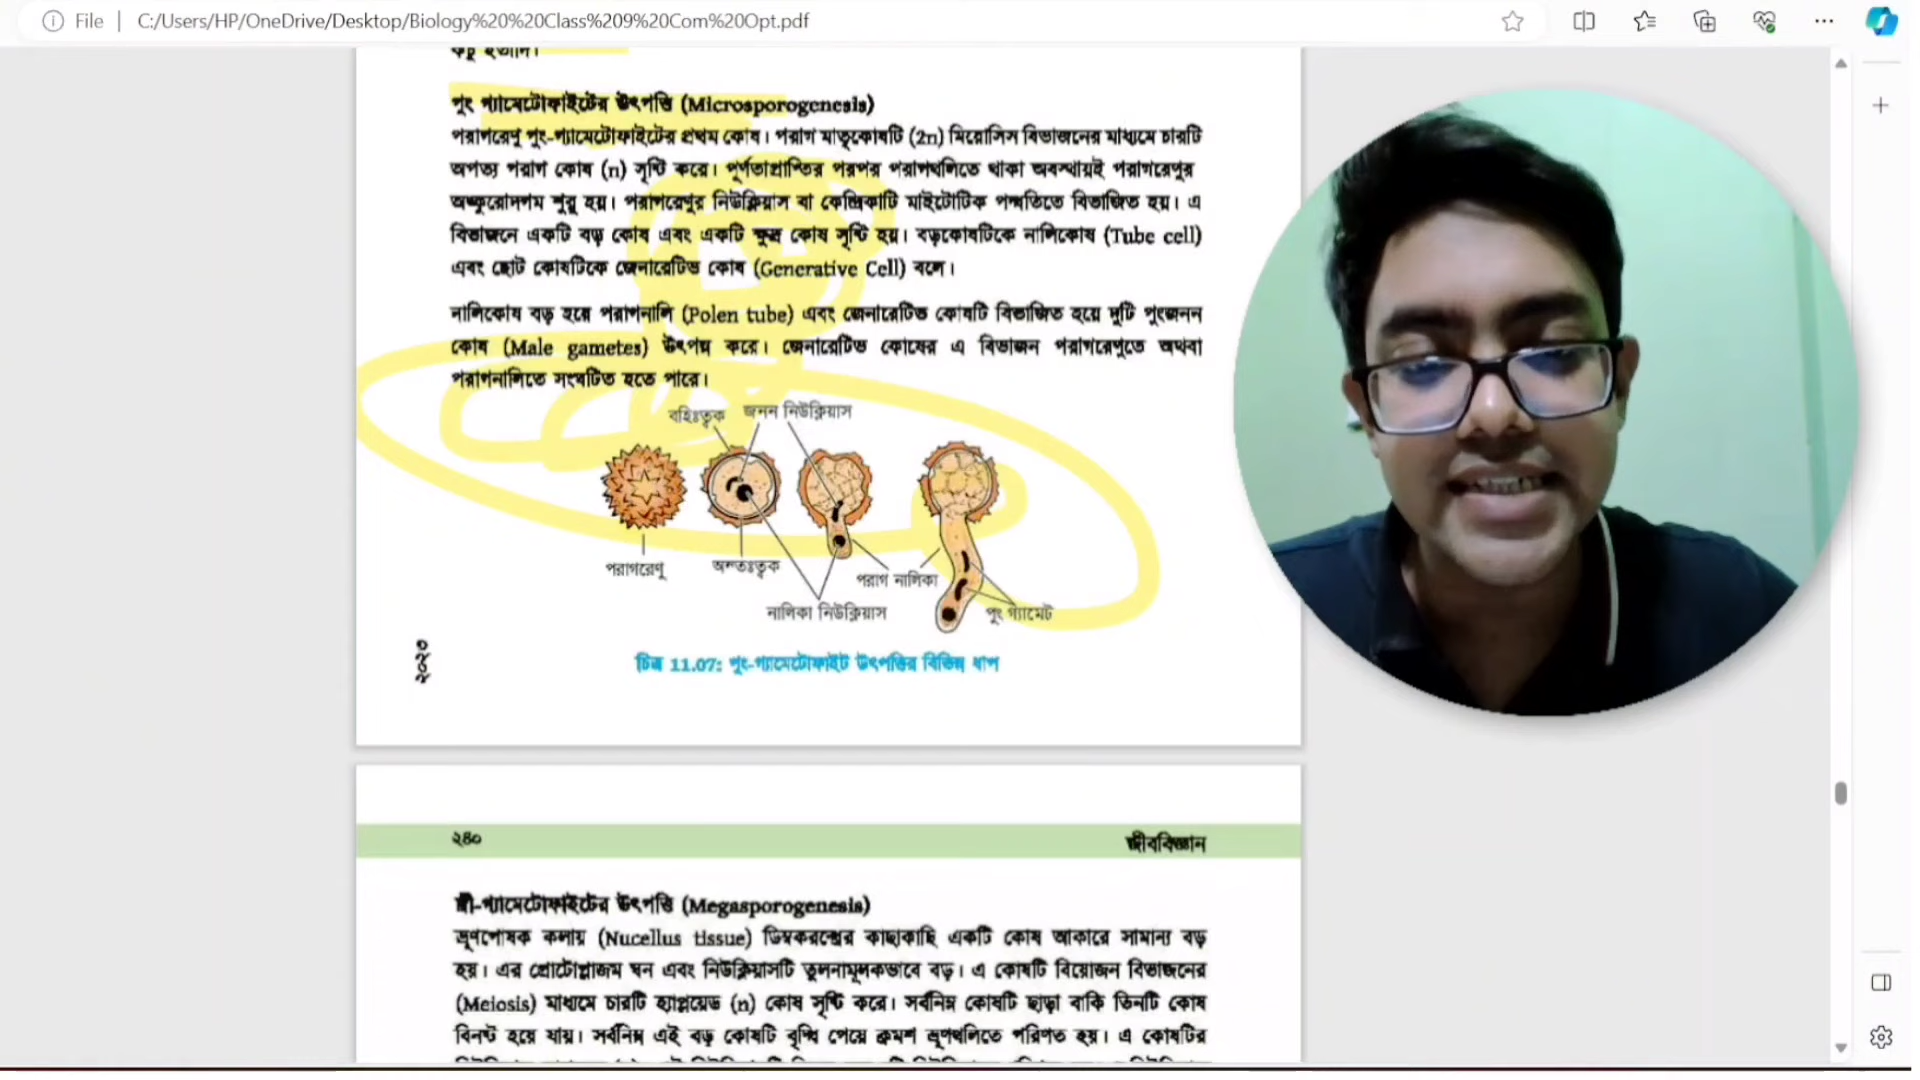 File | C:/Users/HP/OneDrive/Desktop/Biology%20%20Class%209%20Com%20Opt.pdf
কচু ইত্যাদি।
পুং গ্যামেটোফাইটের উৎপত্তি (Microsporogenesis)
পরাগরেণু পুং-গ্যামেটোফাইটের প্রথম কোষ। পরাগ মাতৃকোষটি (2n) মিয়োসিস বিভাজনের মাধ্যমে চারটি
অপত্য পরাগ কোষ (n) সৃষ্টি করে। পূর্ণতাপ্রাপ্তির পরপর পরাগথলিতে থাকা অবস্থায়ই পরাগরেণুর
অঙ্কুরোদগম শুরু হয়। পরাগরেণুর নিউক্লিয়াস বা কেন্দ্রিকাটি মাইটোটিক পদ্ধতিতে বিভাজিত হয়। এ
বিভাজনে একটি বড় কোষ এবং একটি ক্ষুদ্র কোষ সৃষ্টি হয়। বড়কোষটিকে নালিকোষ (Tube cell)
এবং ছোট কোষটিকে জেনারেটিভ কোষ (Generative Cell) বলে।
নালিকোষ বড় হয়ে পরাগনালি (Polen tube) এবং জেনারেটিভ কোষটি বিভাজিত হয়ে দুটি পুংজনন
কোষ (Male gametes) উৎপন্ন করে। জেনারেটিভ কোষের এ বিভাজন পরাগরেণুতে অথবা
পরাগনালিতে সংঘটিত হতে পারে।
বহিঃত্বক জনন নিউক্লিয়াস
পরাগরেণু অন্তঃত্বক পরাগ নালিকা
নালিকা নিউক্লিয়াস পুং গ্যামেট
চিত্র 11.07: পুং-গ্যামেটোফাইট উৎপত্তির বিভিন্ন ধাপ
২৪০ জীববিজ্ঞান
স্ত্রী-গ্যামেটোফাইটের উৎপত্তি (Megasporogenesis)
ভ্রূণপোষক কলায় (Nucellus tissue) ডিম্বকরন্ধ্রের কাছাকাছি একটি কোষ আকারে সামান্য বড়
হয়। এর প্রোটোপ্লাজম ঘন এবং নিউক্লিয়াসটি তুলনামূলকভাবে বড়। এ কোষটি বিয়োজন বিভাজনের
(Meiosis) মাধ্যমে চারটি হ্যাপ্লয়েড (n) কোষ সৃষ্টি করে। সর্বনিম্ন কোষটি ছাড়া বাকি তিনটি কোষ
বিনষ্ট হয়ে যায়। সর্বনিম্ন এই বড় কোষটি বৃদ্ধি পেয়ে ক্রমশ ভ্রূণথলিতে পরিণত হয়। এ কোষটির